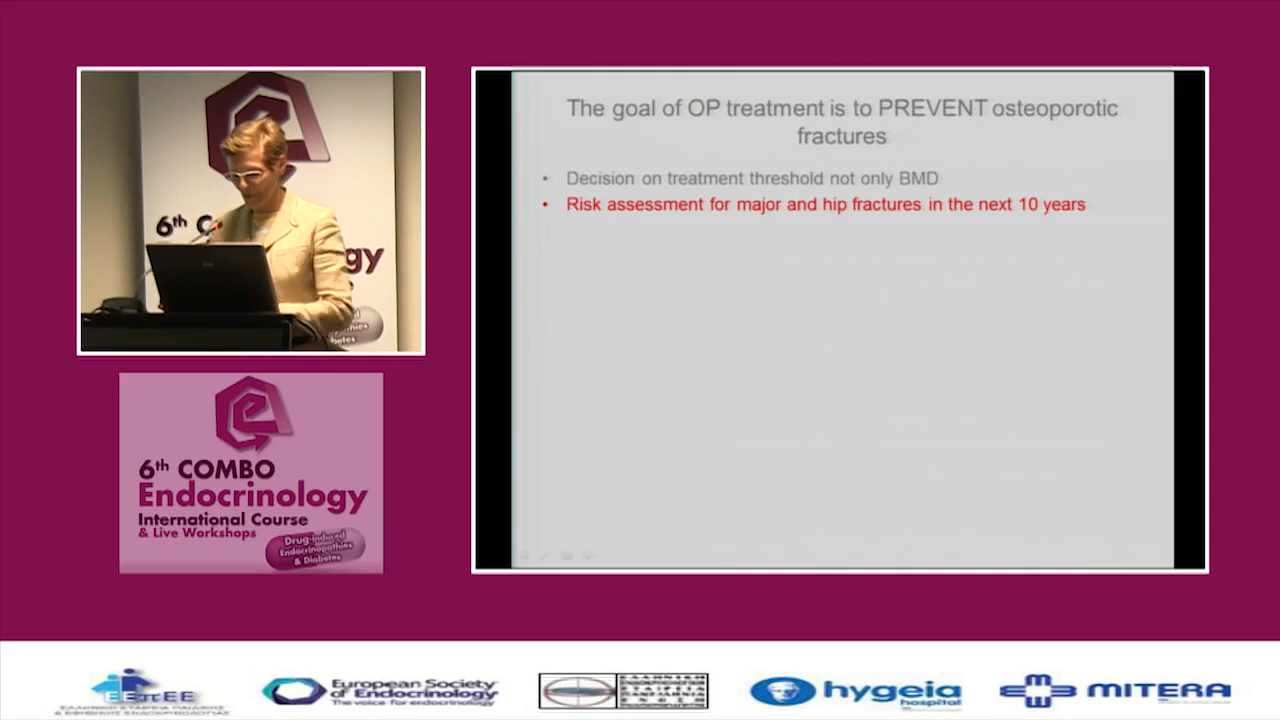 The goal of OP treatment is to PREVENT osteoporotic
fractures
• Decision on treatment threshold not only BMD
• Risk assessment for major and hip fractures in the next 10 years
6th
gy
6th COMBO
Endocrinology
International Course
& Live Workshops
Drug-induced
Endocrinopathies
& Diabetes
European Society
of Endocrinology
The voice for endocrinology
hygeia
hospital
MITERA